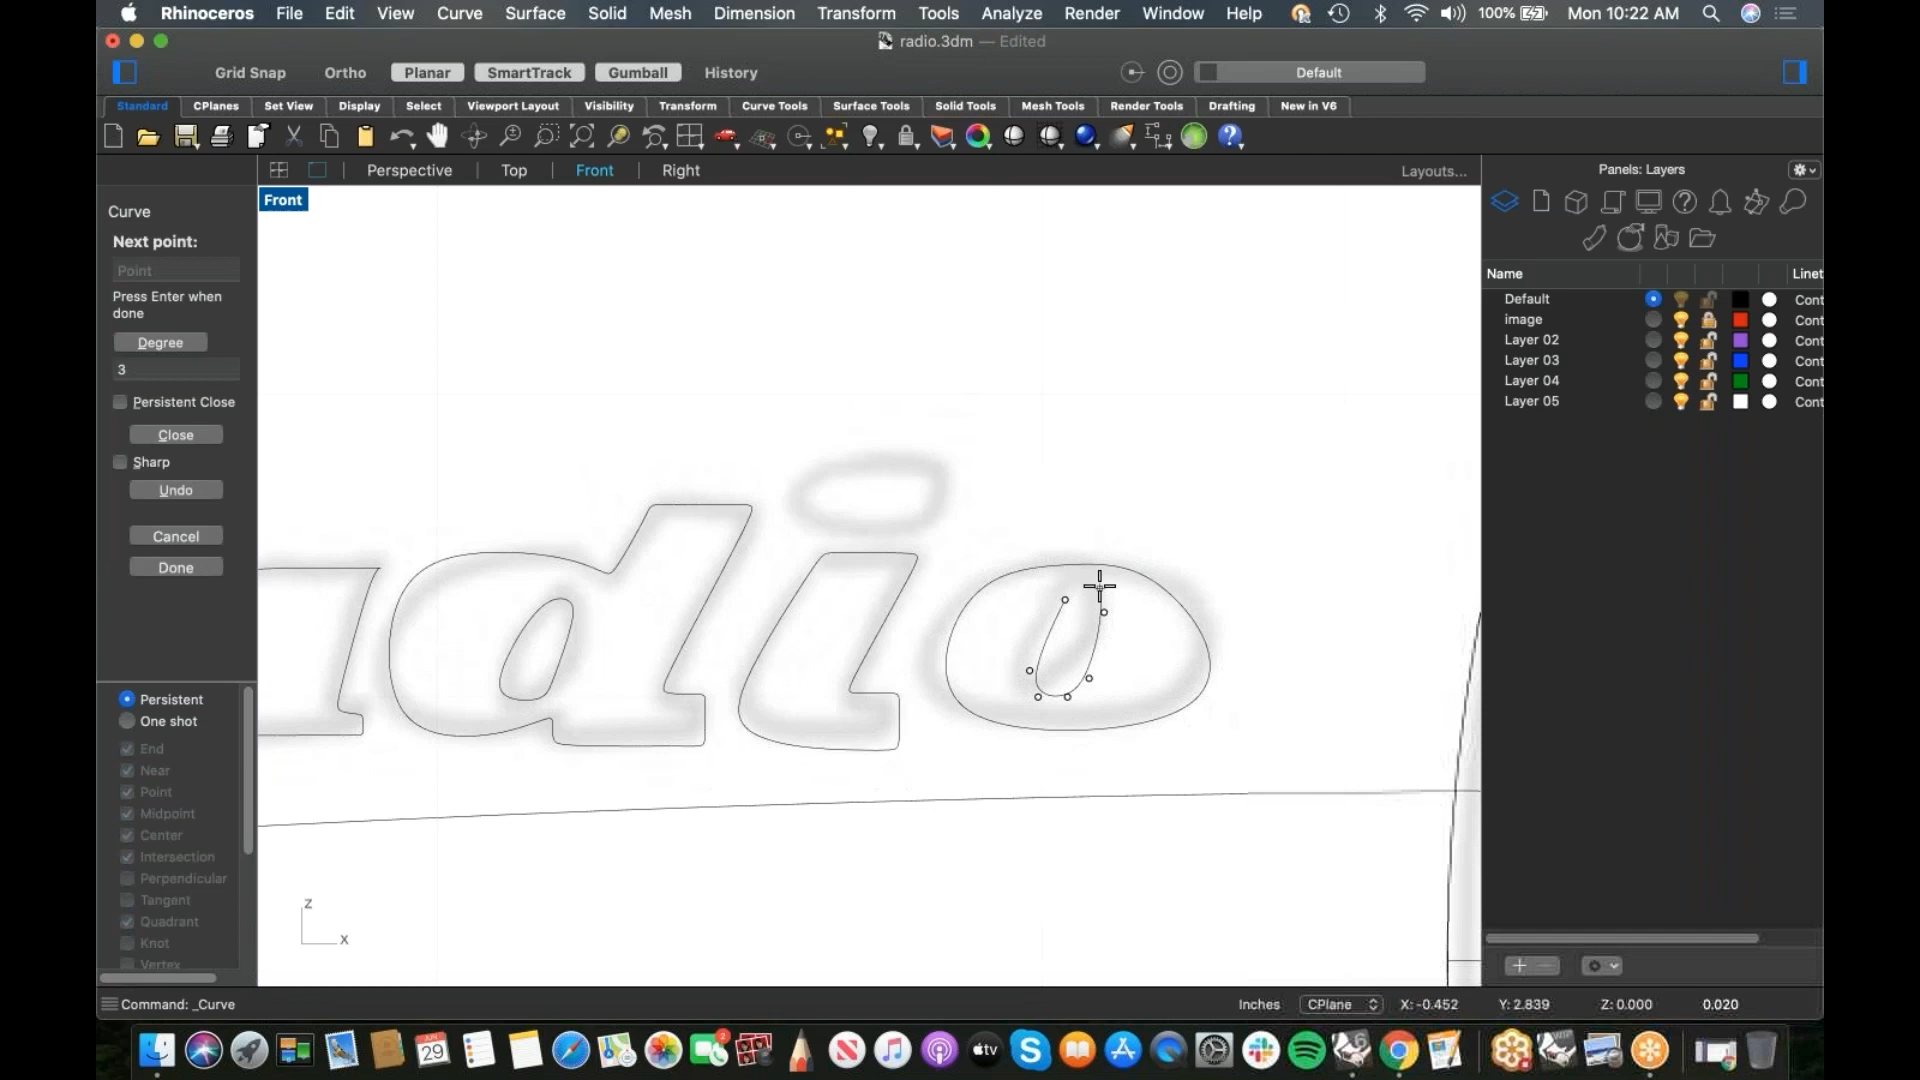 Rhinoceros File Edit View Curve Surface Solid Mesh Dimension Transform Tools Analyze Render Window Help 100% Mon 10:22 AM
radio.3dm — Edited
Grid Snap Ortho Planar SmartTrack Gumball History Default
Standard CPlanes Set View Display Select Viewport Layout Visibility Transform Curve Tools Surface Tools Solid Tools Mesh Tools Render Tools Drafting New in V6
Perspective Top Front Right Layouts... Panels: Layers
Front
Curve
Next point:
Point
Press Enter when
done
Degree
3
Persistent Close
Close
Sharp
Undo
Cancel
Done
Persistent
One shot
End
Near
Point
Midpoint
Center
Intersection
Perpendicular
Tangent
Quadrant
Knot
Vertex
Name Linet
Default Cont
image Cont
Layer 02 Cont
Layer 03 Cont
Layer 04 Cont
Layer 05 Cont
adio
z
x
Command: _Curve Inches CPlane X: -0.452 Y: 2.839 Z: 0.000 0.020
29 2 tv 6